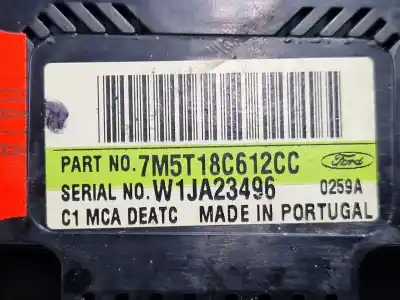 PART NO. 7M5T18C612CC Ford
SERIAL NO. W1JA23496 0259A
C1 MCA DEATC MADE IN PORTUGAL